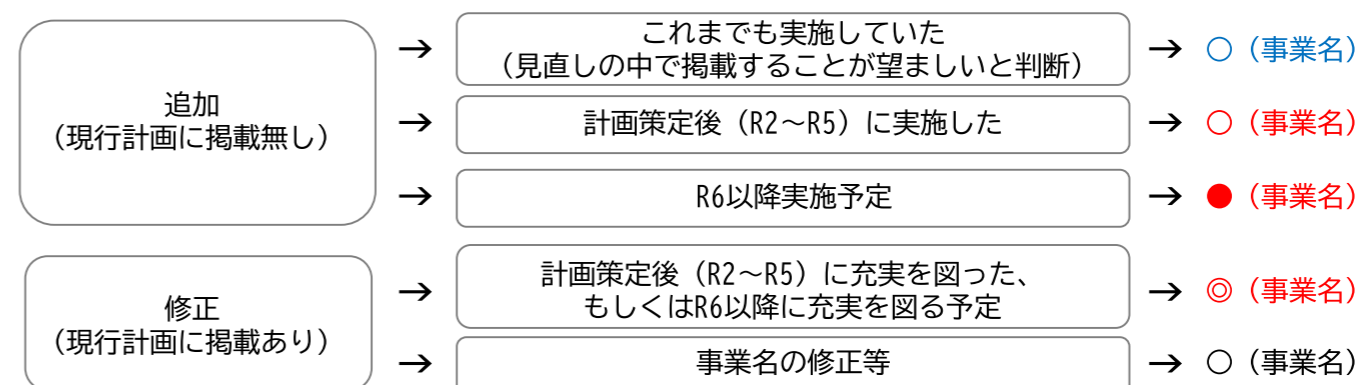 追加
(現行計画に掲載無し)
→ これまでも実施していた
(見直しの中で掲載することが望ましいと判断)
→ ○(事業名)
→ 計画策定後(R2～R5)に実施した → ○(事業名)
→ R6以降実施予定 → ●(事業名)
修正
(現行計画に掲載あり)
→ 計画策定後(R2～R5)に充実を図った、
もしくはR6以降に充実を図る予定
→ ◎(事業名)
→ 事業名の修正等 → ○(事業名)